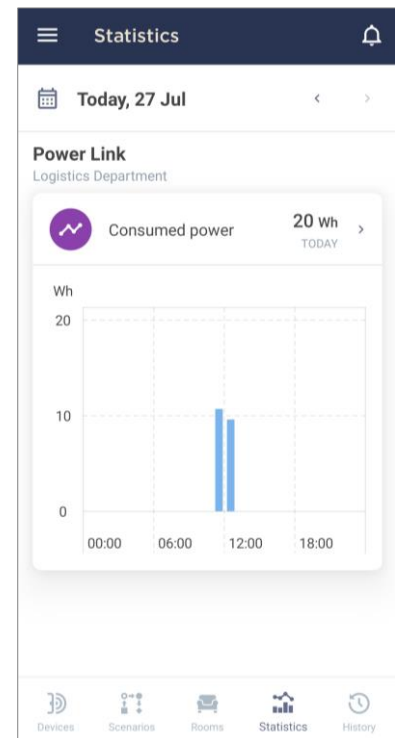 Statistics
Today, 27 Jul
Power Link
Logistics Department
Consumed power
20 Wh
TODAY
Wh
20
10
0
00:00 06:00 12:00 18:00
Devices Scenarios Rooms Statistics History